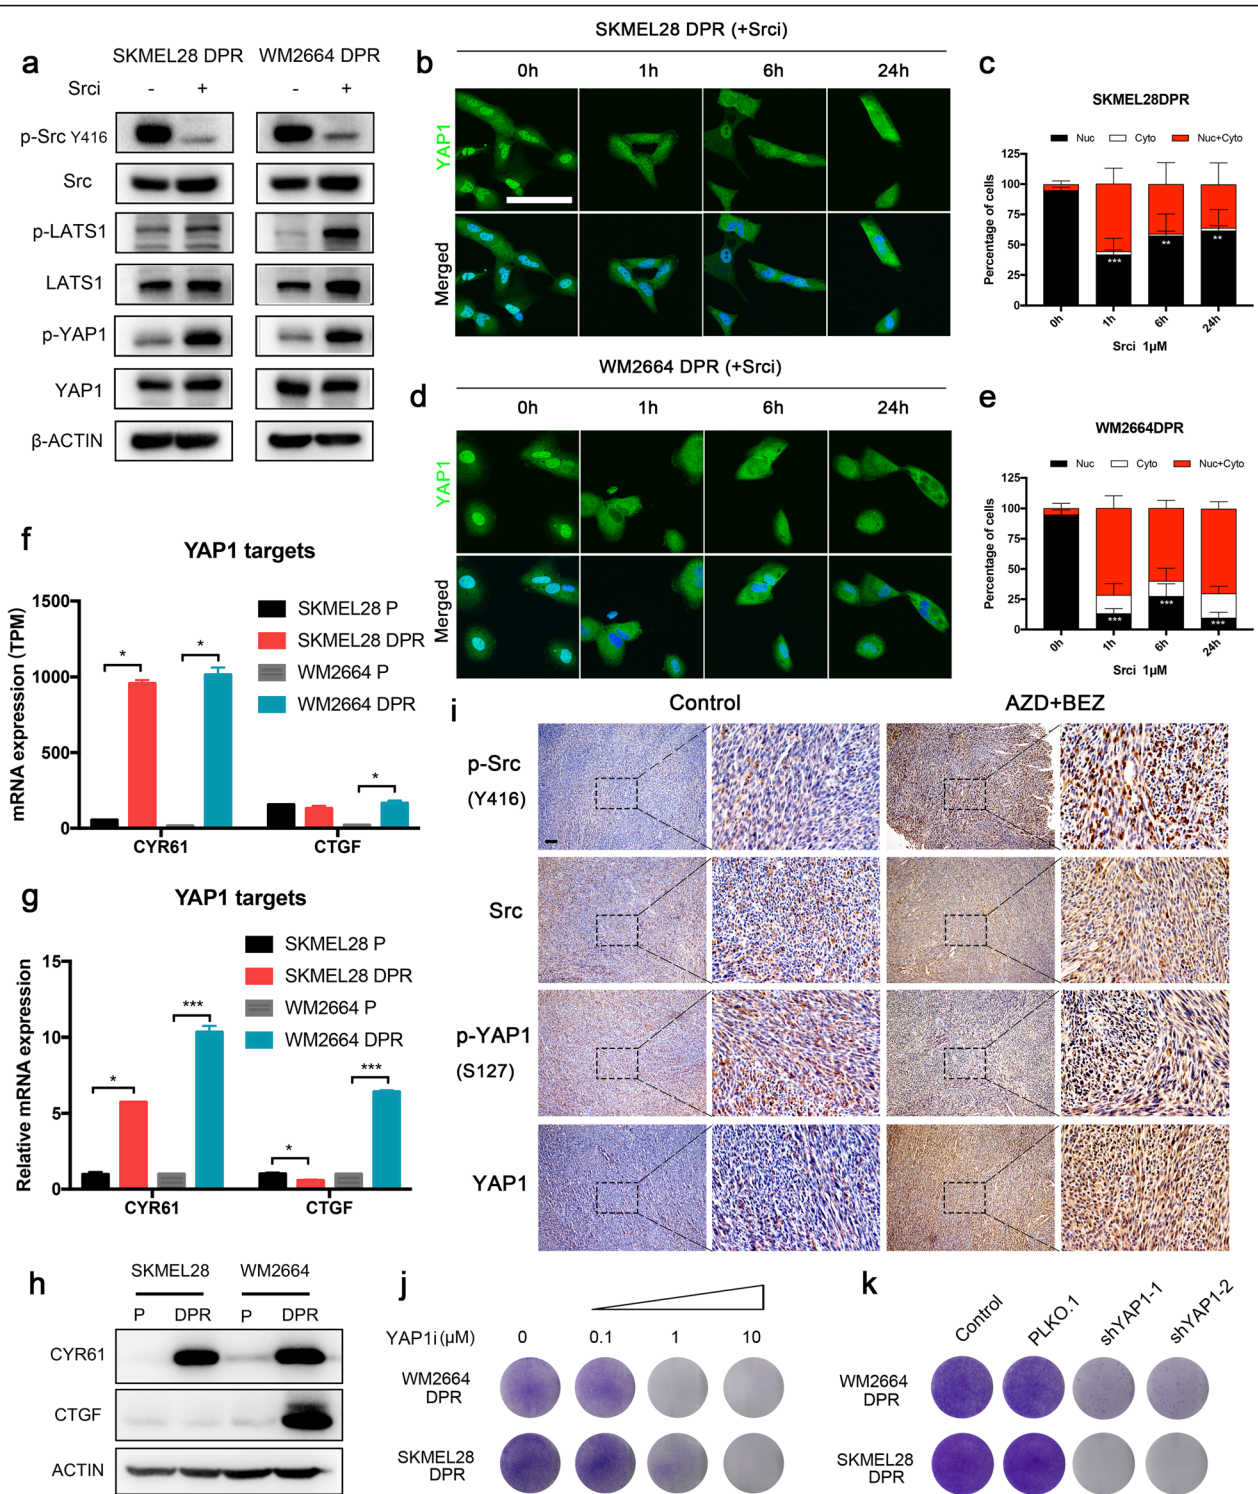 a
SKMEL28 DPR WM2664 DPR
Srci - + - +
p-Src Y416
Src
p-LATS1
LATS1
p-YAP1
YAP1
β-ACTIN
b
SKMEL28 DPR (+Srci)
0h 1h 6h 24h
YAP1
Merged
c
SKMEL28DPR
Nuc Cyto Nuc+Cyto
Percentage of cells
125
100
75
50
25
0
*** ** **
0h 1h 6h 24h
Srci 1μM
d
WM2664 DPR (+Srci)
0h 1h 6h 24h
YAP1
Merged
e
WM2664DPR
Nuc Cyto Nuc+Cyto
Percentage of cells
125
100
75
50
25
0
*** *** ***
0h 1h 6h 24h
Srci 1μM
f
YAP1 targets
mRNA expression (TPM)
1500
1000
500
0
SKMEL28 P
SKMEL28 DPR
WM2664 P
WM2664 DPR
* * *
CYR61 CTGF
g
YAP1 targets
Relative mRNA expression
15
10
5
0
SKMEL28 P
SKMEL28 DPR
WM2664 P
WM2664 DPR
* *** * ***
CYR61 CTGF
h
SKMEL28 WM2664
P DPR P DPR
CYR61
CTGF
ACTIN
i
Control AZD+BEZ
p-Src
(Y416)
Src
p-YAP1
(S127)
YAP1
j
YAP1i (μM) 0 0.1 1 10
WM2664
DPR
SKMEL28
DPR
k
Control PLKO.1 shYAP1-1 shYAP1-2
WM2664
DPR
SKMEL28
DPR